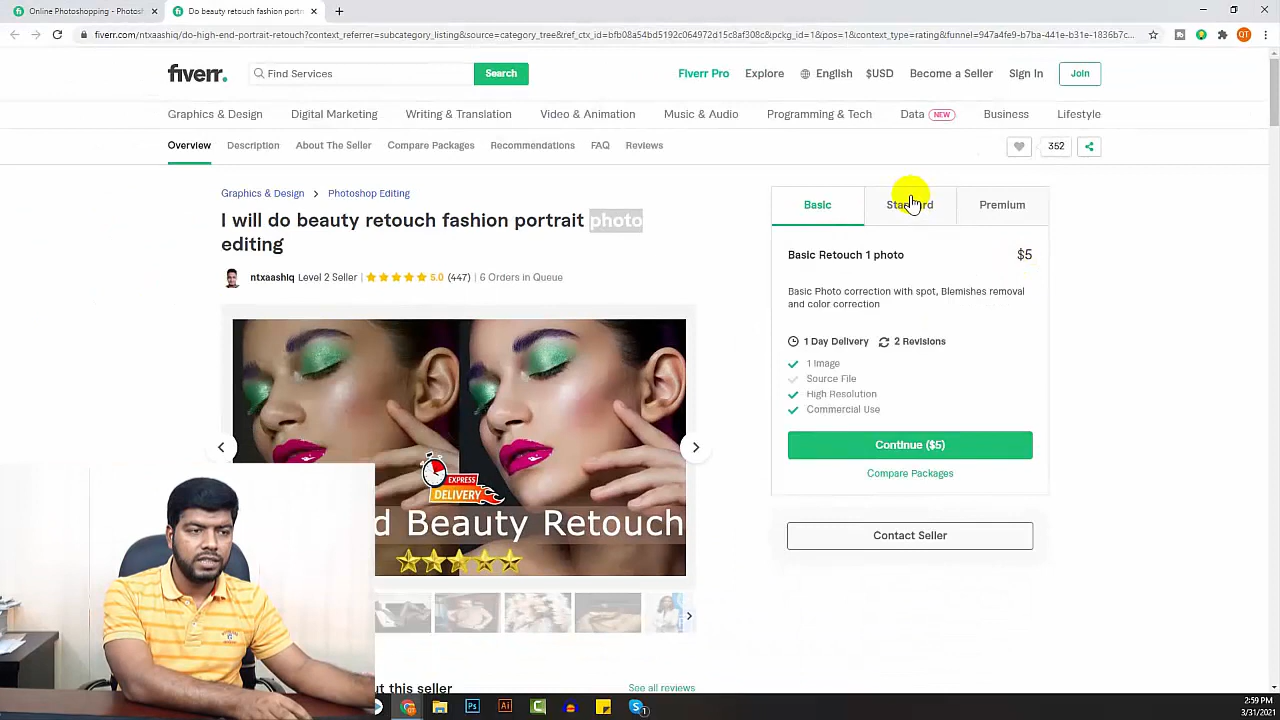 Online Photoshopping - Photosh
Do beauty retouch fashion portr
fiverr.com/ntxaashiq/do-high-end-portrait-retouch?context_referrer=subcategory_listing&source=category_tree&ref_ctx_id=bfb08a54d5192c064972d15c8af308c&pckg_id=1&pos=1&context_type=rating&funnel=947a4fe9-b7ba-441e-b31e-1836b7c...
fiverr.
Find Services
Search
Fiverr Pro
Explore
English
$USD
Become a Seller
Sign In
Join
Graphics & Design
Digital Marketing
Writing & Translation
Video & Animation
Music & Audio
Programming & Tech
Data NEW
Business
Lifestyle
Overview
Description
About The Seller
Compare Packages
Recommendations
FAQ
Reviews
352
Graphics & Design > Photoshop Editing
I will do beauty retouch fashion portrait photo
editing
ntxaashiq Level 2 Seller 5.0 (447) | 6 Orders in Queue
EXPRESS
DELIVERY
d Beauty Retouch
ut this seller
See all reviews
Basic
Standard
Premium
Basic Retouch 1 photo
$5
Basic Photo correction with spot, Blemishes removal
and color correction
1 Day Delivery
2 Revisions
1 Image
Source File
High Resolution
Commercial Use
Continue ($5)
Compare Packages
Contact Seller
2:59 PM
3/31/2021